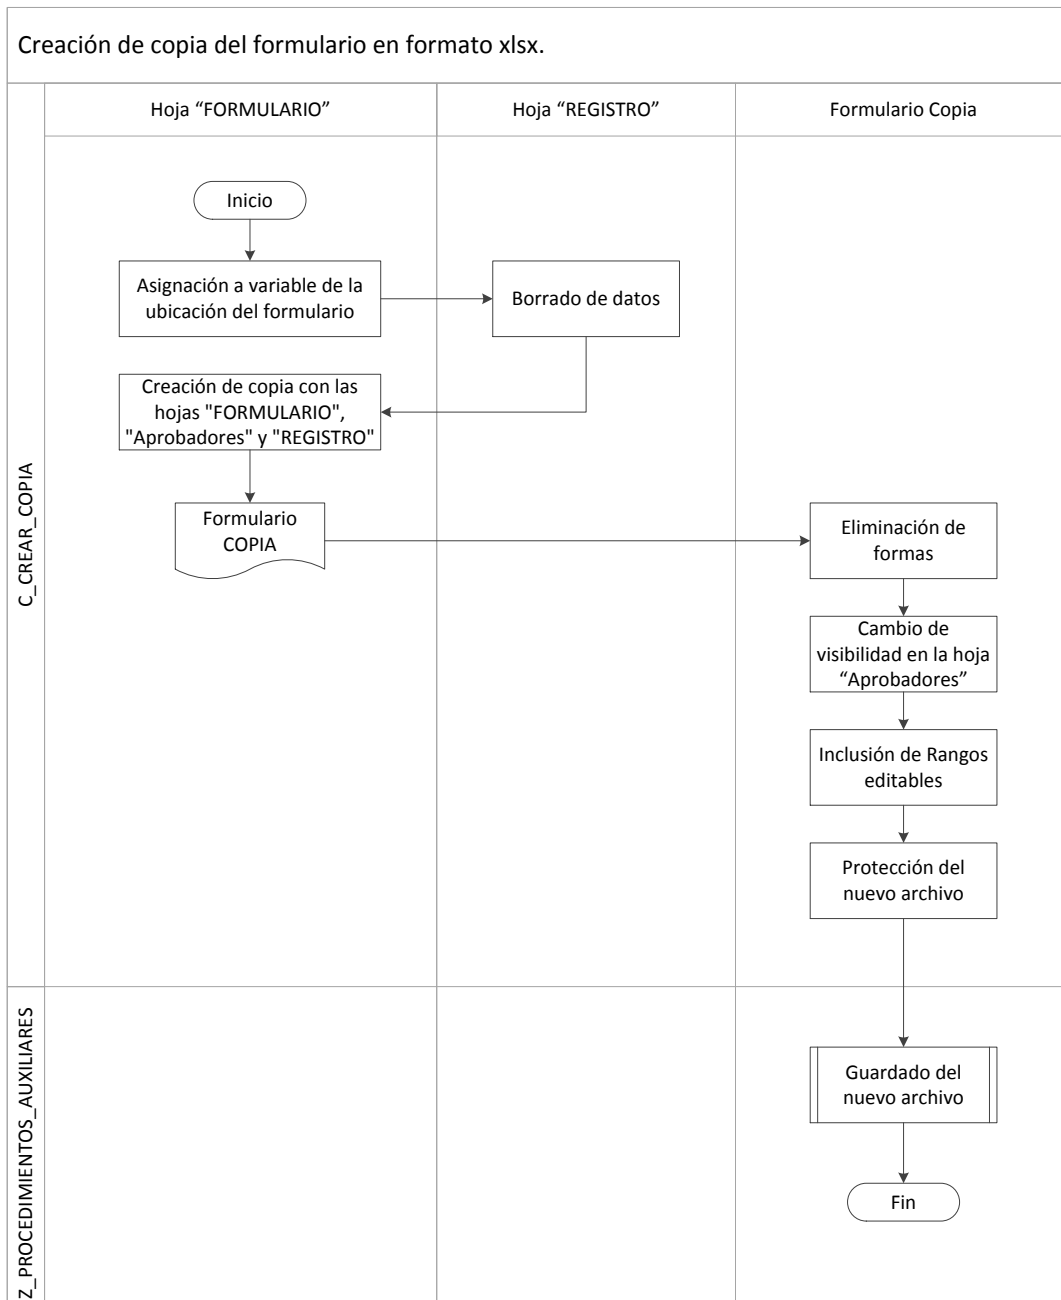 Creación de copia del formulario en formato xlsx.
Hoja “FORMULARIO”
Hoja “REGISTRO”
Formulario Copia
C_CREAR_COPIA
Inicio
Asignación a variable de la
ubicación del formulario
Borrado de datos
Creación de copia con las
hojas "FORMULARIO",
"Aprobadores" y "REGISTRO"
Formulario
COPIA
Eliminación de
formas
Cambio de
visibilidad en la hoja
“Aprobadores”
Inclusión de Rangos
editables
Protección del
nuevo archivo
Z_PROCEDIMIENTOS_AUXILIARES
Guardado del
nuevo archivo
Fin